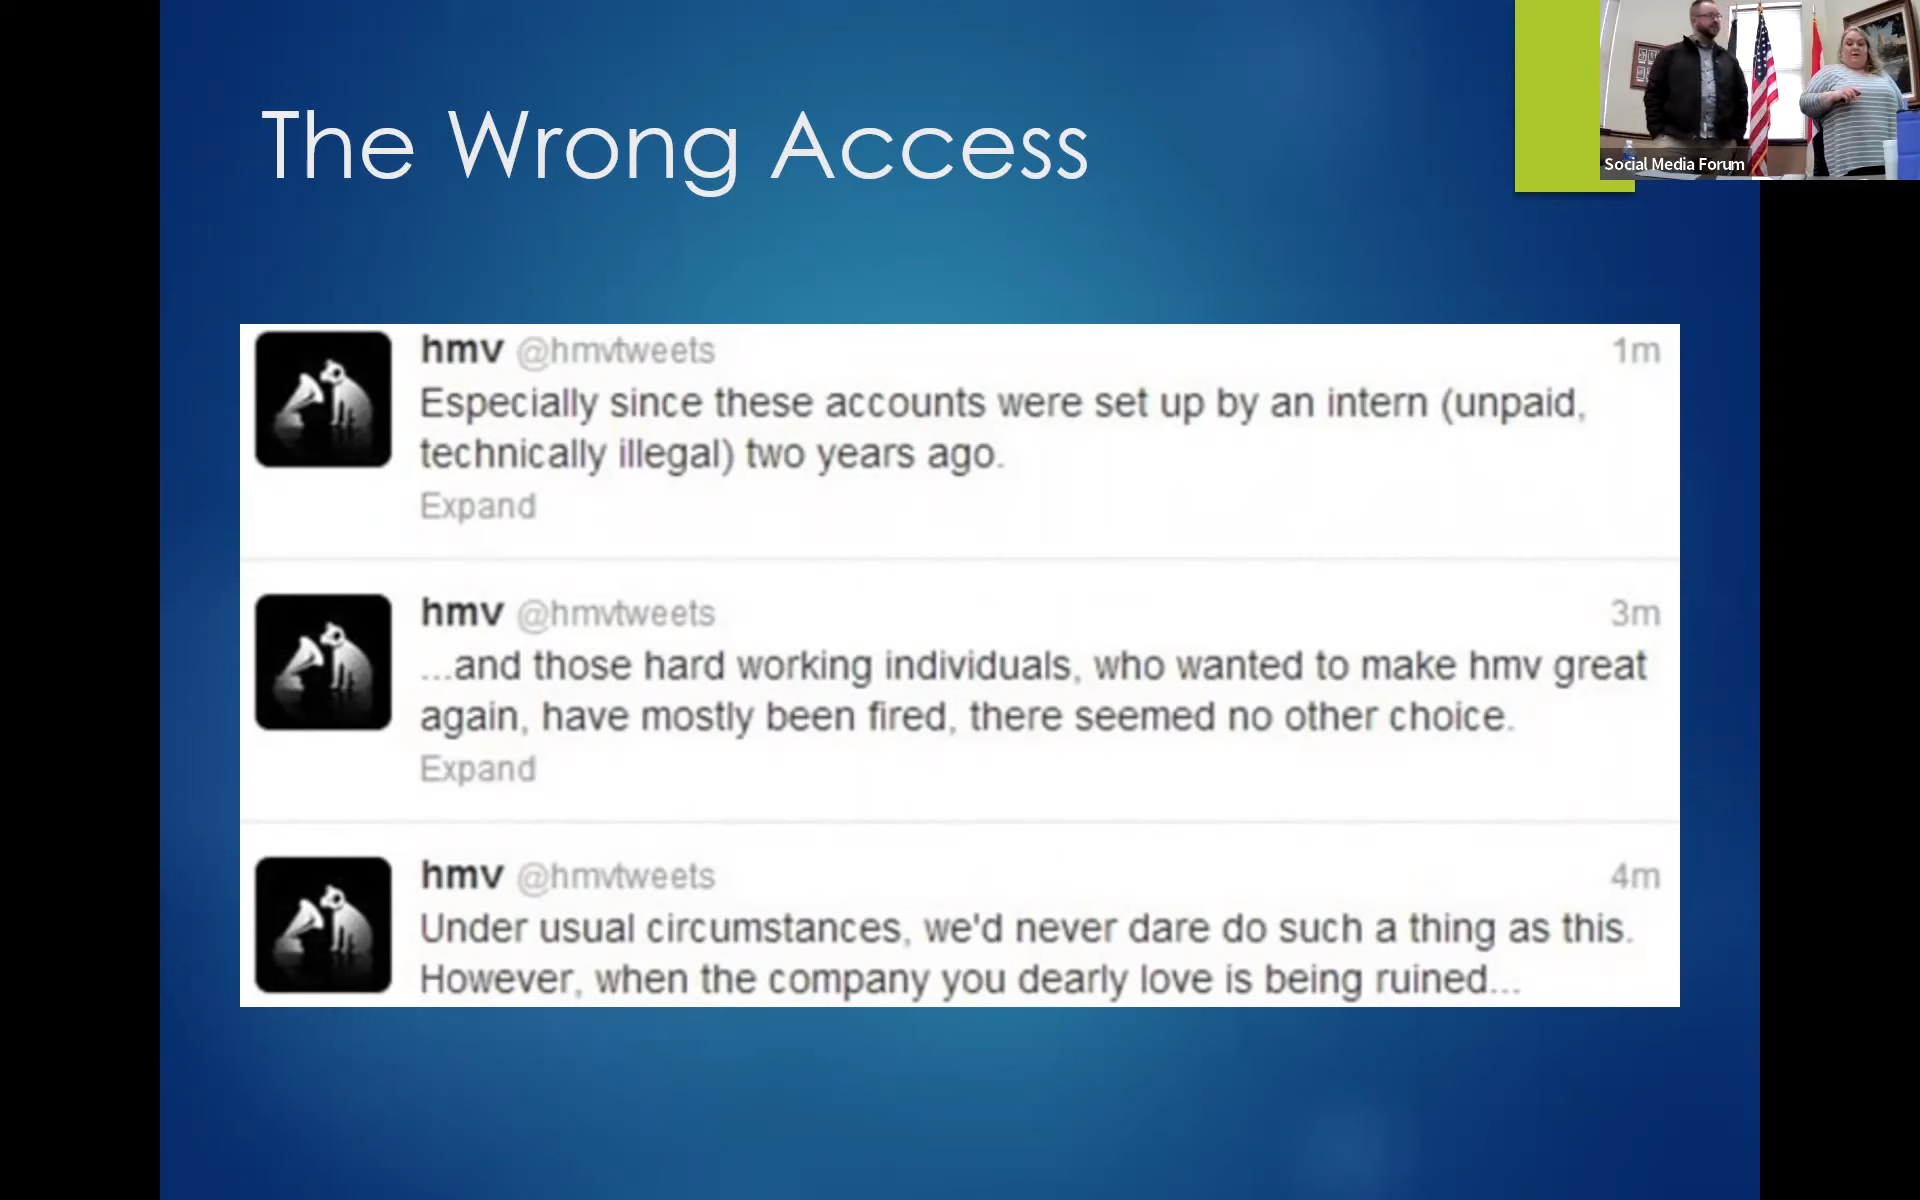 The Wrong Access
Social Media Forum
hmv @hmvtweets 1m
Especially since these accounts were set up by an intern (unpaid,
technically illegal) two years ago.
Expand
hmv @hmvtweets 3m
...and those hard working individuals, who wanted to make hmv great
again, have mostly been fired, there seemed no other choice.
Expand
hmv @hmvtweets 4m
Under usual circumstances, we'd never dare do such a thing as this.
However, when the company you dearly love is being ruined...